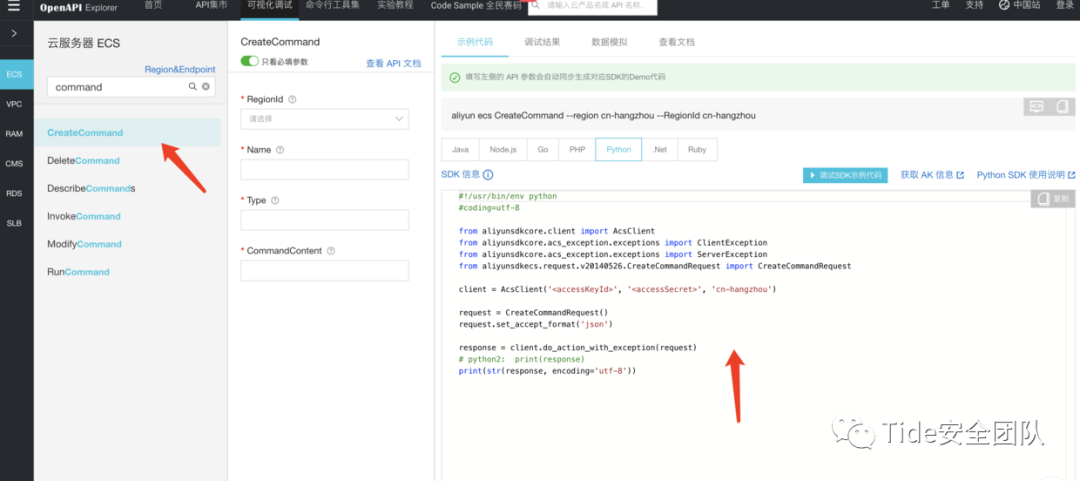 OpenAPI Explorer 首页 API集市 可视化调试 命令行工具集 实验教程 Code Sample 全民赛码 请输入云产品名或 API 名称. 工单 支持 中国站 登录
ECS
VPC
RAM
CMS
RDS
SLB
云服务器 ECS
Region&Endpoint
command
CreateCommand
DeleteCommand
DescribeCommands
InvokeCommand
ModifyCommand
RunCommand
CreateCommand
只看必填参数 查看 API 文档
* RegionId
请选择
* Name
* Type
* CommandContent
示例代码 调试结果 数据模拟 查看文档
填写左侧的 API 参数会自动同步生成对应SDK的Demo代码
aliyun ecs CreateCommand --region cn-hangzhou --RegionId cn-hangzhou
Java Node.js Go PHP Python .Net Ruby
SDK 信息 调试SDK示例代码 获取 AK 信息 Python SDK 使用说明
复制
#!/usr/bin/env python
#coding=utf-8
from aliyunsdkcore.client import AcsClient
from aliyunsdkcore.acs_exception.exceptions import ClientException
from aliyunsdkcore.acs_exception.exceptions import ServerException
from aliyunsdkecs.request.v20140526.CreateCommandRequest import CreateCommandRequest
client = AcsClient('<accessKeyId>', '<accessSecret>', 'cn-hangzhou')
request = CreateCommandRequest()
request.set_accept_format('json')
response = client.do_action_with_exception(request)
# python2: print(response)
print(str(response, encoding='utf-8'))
Tide安全团队